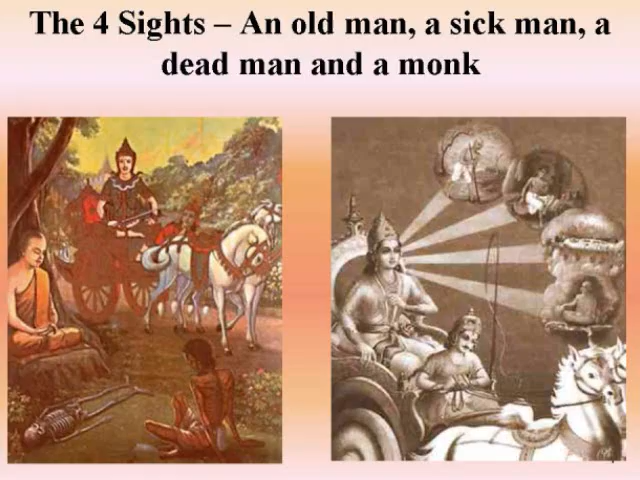 The 4 Sights – An old man, a sick man, a
dead man and a monk